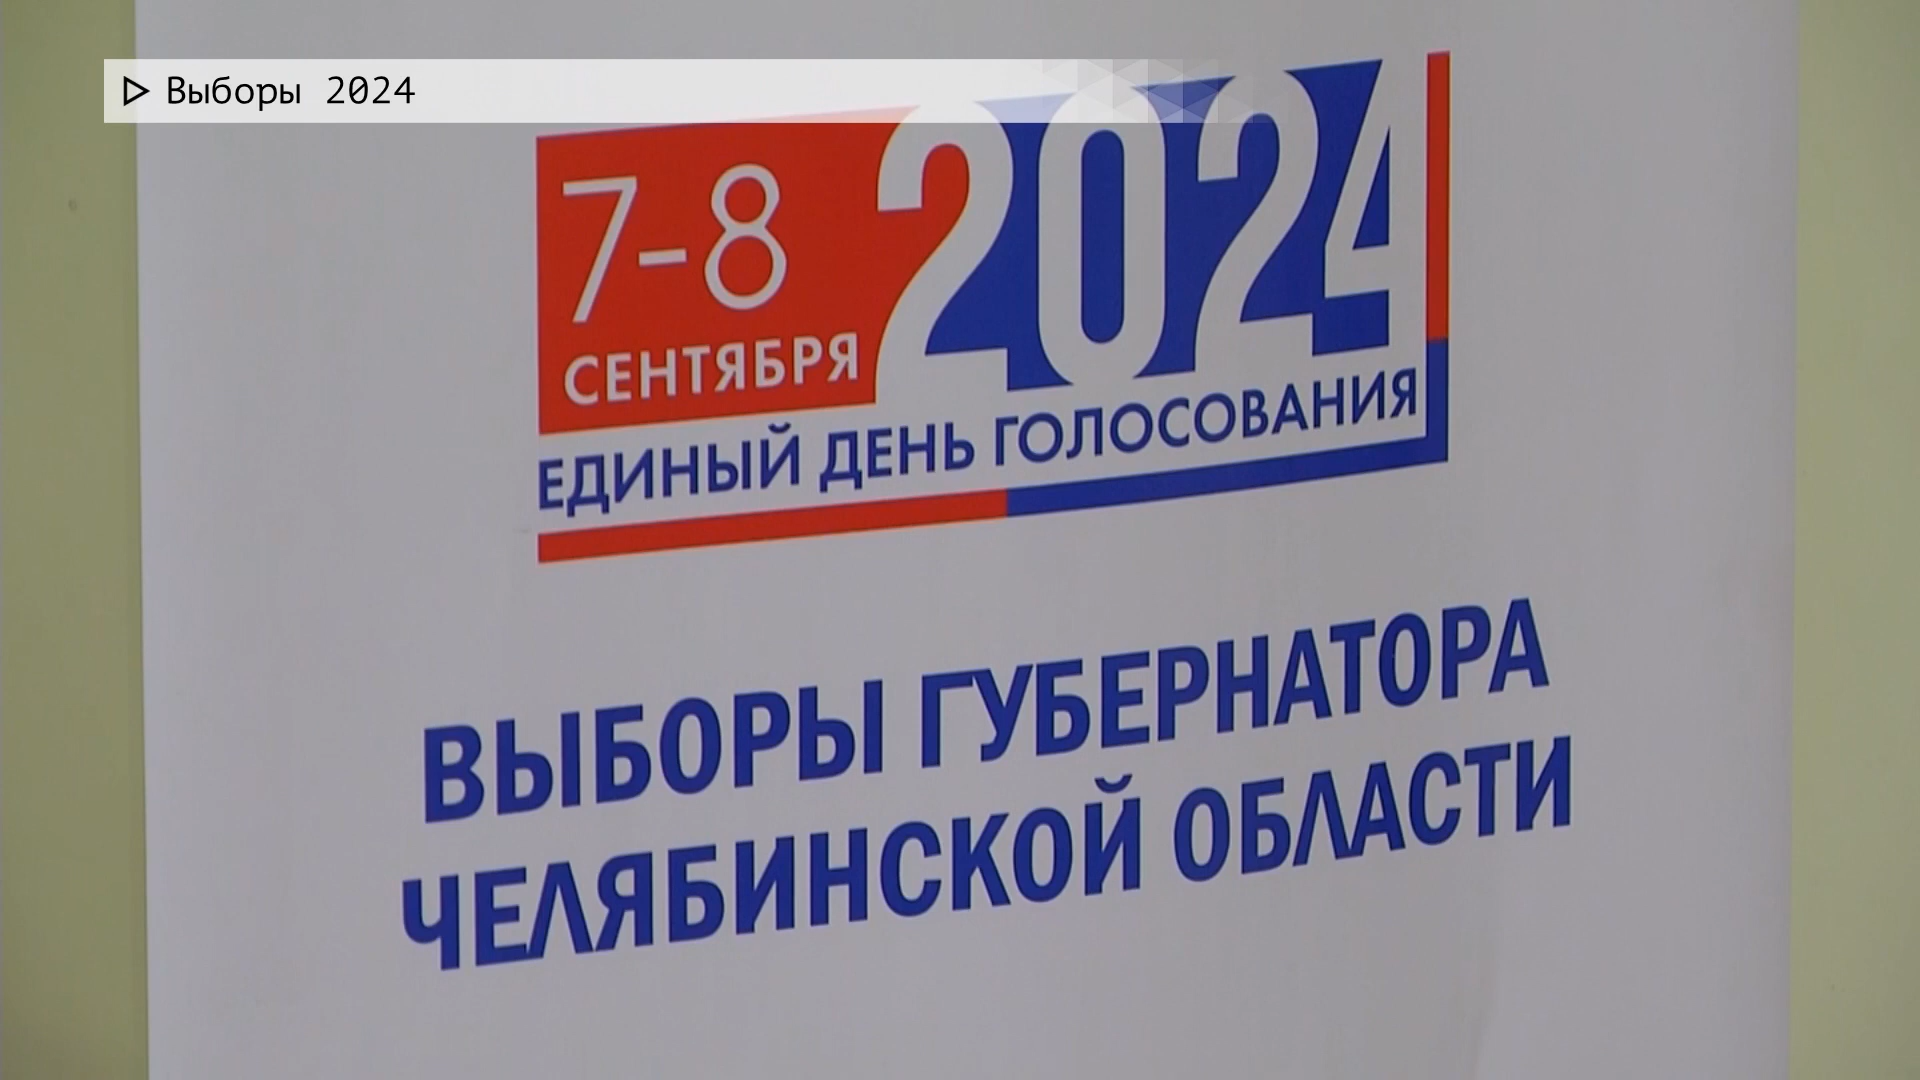 Выборы 2024
2024
7-8
СЕНТЯБРЯ
ЕДИНЫЙ ДЕНЬ ГОЛОСОВАНИЯ
ВЫБОРЫ ГУБЕРНАТОРА
ЧЕЛЯБИНСКОЙ ОБЛАСТИ